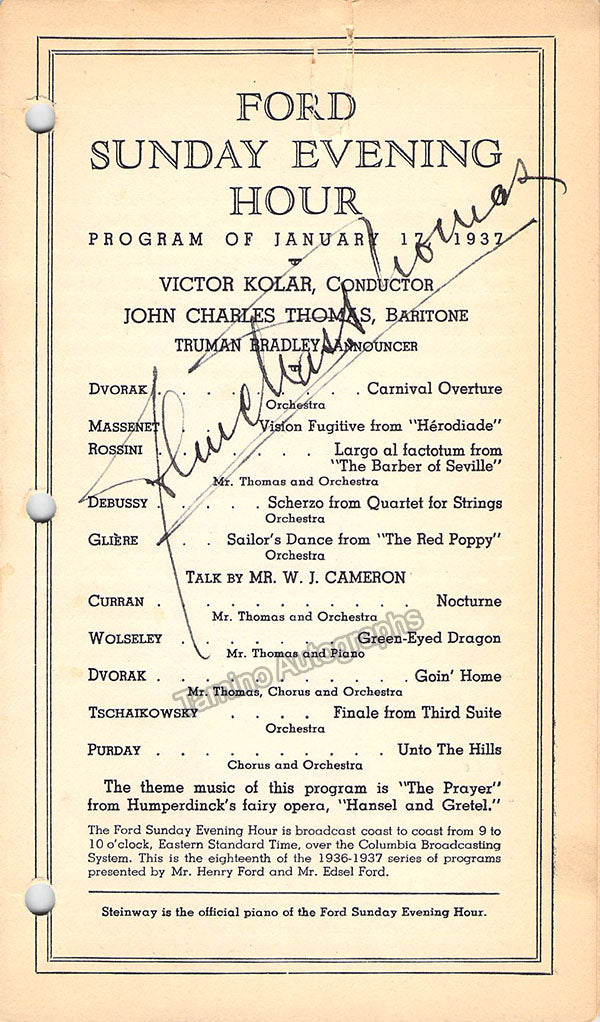 FORD
SUNDAY EVENING
HOUR
PROGRAM OF JANUARY 17, 1937
VICTOR KOLAR, CONDUCTOR
JOHN CHARLES THOMAS, BARITONE
TRUMAN BRADLEY, ANNOUNCER
DVORAK . . . . . . . . . Carnival Overture
Orchestra
MASSENET . . . . Vision Fugitive from "Hérodiade"
ROSSINI . . . . . . . Largo al factotum from
"The Barber of Seville"
Mr. Thomas and Orchestra
DEBUSSY . . . . . Scherzo from Quartet for Strings
Orchestra
GLIÈRE . . . Sailor's Dance from "The Red Poppy"
Orchestra
TALK BY MR. W. J. CAMERON
CURRAN . . . . . . . . . . Nocturne
Mr. Thomas and Orchestra
WOLSELEY . . . . . . . Green-Eyed Dragon
Mr. Thomas and Piano
DVORAK . . . . . . . . . . Goin' Home
Mr. Thomas, Chorus and Orchestra
TSCHAIKOWSKY . . . . Finale from Third Suite
Orchestra
PURDAY . . . . . . . . . Unto The Hills
Chorus and Orchestra
The theme music of this program is "The Prayer"
from Humperdinck's fairy opera, "Hansel and Gretel."
The Ford Sunday Evening Hour is broadcast coast to coast from 9 to
10 o'clock, Eastern Standard Time, over the Columbia Broadcasting
System. This is the eighteenth of the 1936-1937 series of programs
presented by Mr. Henry Ford and Mr. Edsel Ford.
Steinway is the official piano of the Ford Sunday Evening Hour.
John Charles Thomas
Tamino Autographs